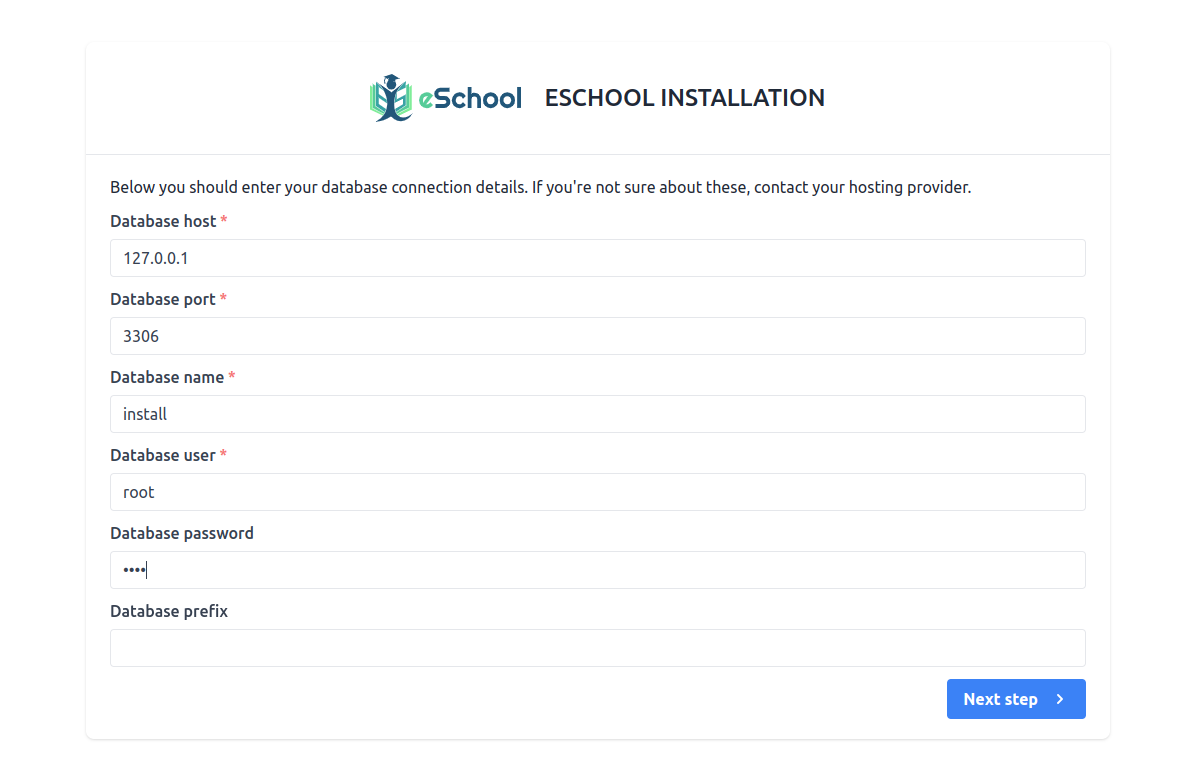 eSchool ESCHOOL INSTALLATION
Below you should enter your database connection details. If you're not sure about these, contact your hosting provider.
Database host *
127.0.0.1
Database port *
3306
Database name *
install
Database user *
root
Database password
••••
Database prefix
Next step